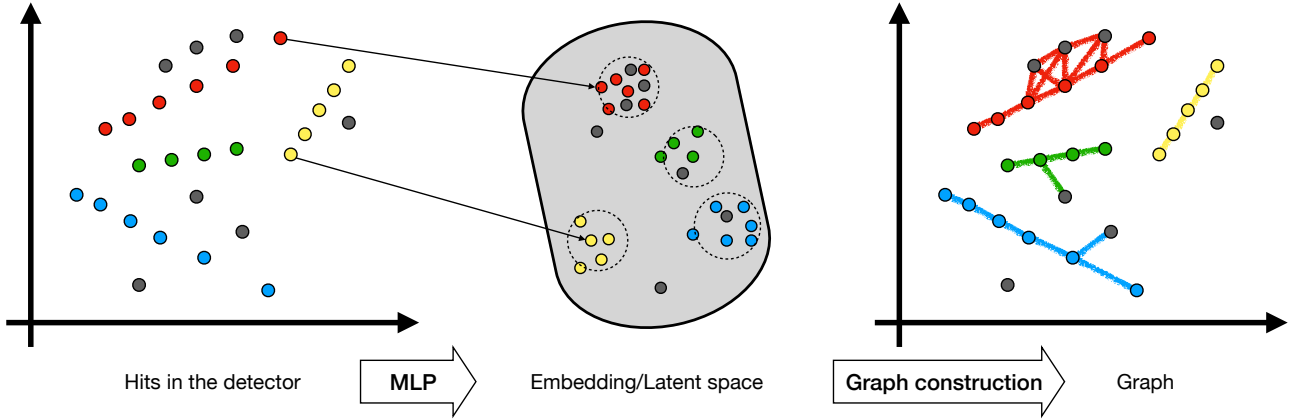 Hits in the detector
MLP
Embedding/Latent space
Graph construction
Graph